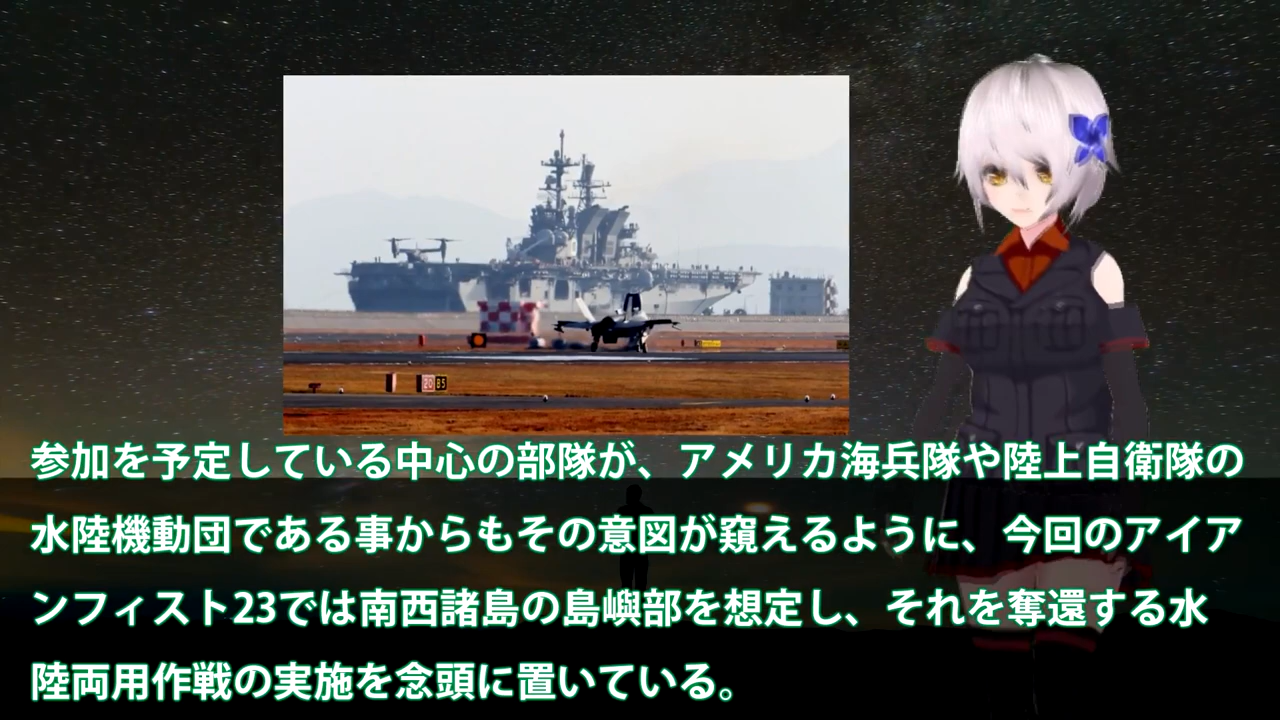 20 B5
参加を予定している中心の部隊が、アメリカ海兵隊や陸上自衛隊の
水陸機動団である事からもその意図が窺えるように、今回のアイア
ンフィスト23では南西諸島の島嶼部を想定し、それを奪還する水
陸両用作戦の実施を念頭に置いている。